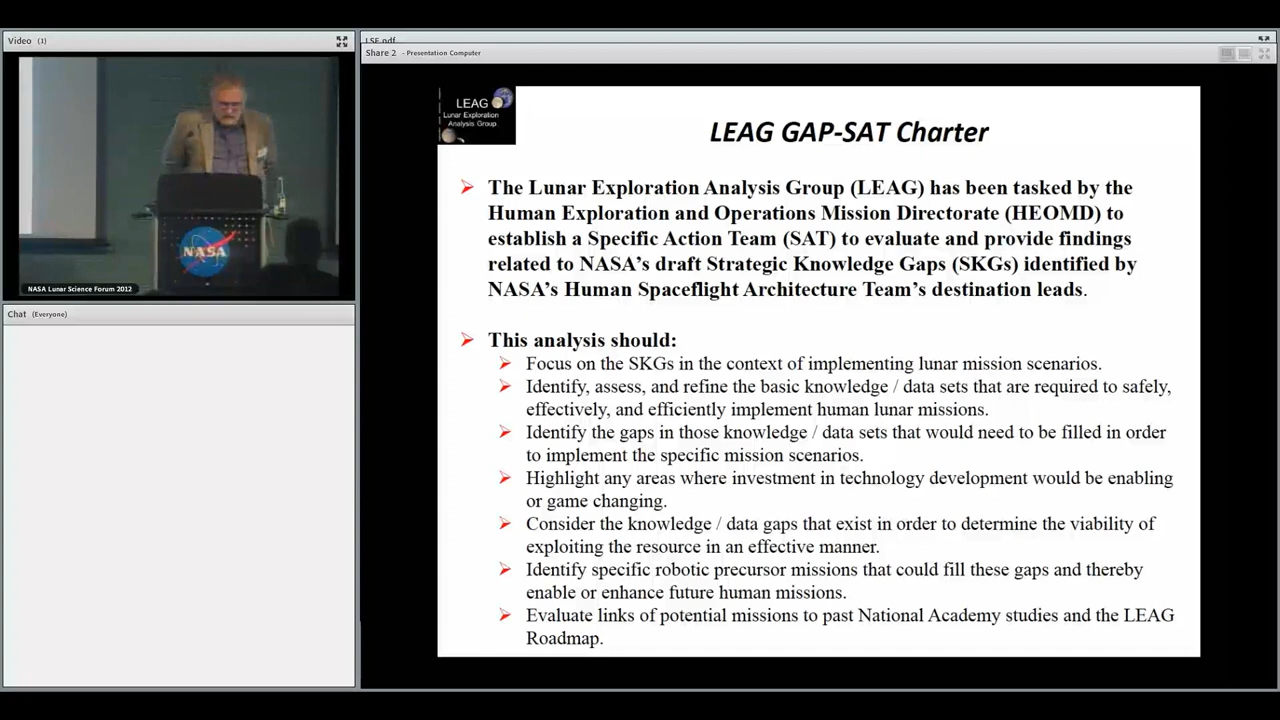 Video (1)
NASA
NASA Lunar Science Forum 2012
Chat (Everyone)
LSF.pdf
Share 2 - Presentation Computer
LEAG
Lunar Exploration
Analysis Group
LEAG GAP-SAT Charter
The Lunar Exploration Analysis Group (LEAG) has been tasked by the
Human Exploration and Operations Mission Directorate (HEOMD) to
establish a Specific Action Team (SAT) to evaluate and provide findings
related to NASA's draft Strategic Knowledge Gaps (SKGs) identified by
NASA's Human Spaceflight Architecture Team's destination leads.
This analysis should:
Focus on the SKGs in the context of implementing lunar mission scenarios.
Identify, assess, and refine the basic knowledge / data sets that are required to safely,
effectively, and efficiently implement human lunar missions.
Identify the gaps in those knowledge / data sets that would need to be filled in order
to implement the specific mission scenarios.
Highlight any areas where investment in technology development would be enabling
or game changing.
Consider the knowledge / data gaps that exist in order to determine the viability of
exploiting the resource in an effective manner.
Identify specific robotic precursor missions that could fill these gaps and thereby
enable or enhance future human missions.
Evaluate links of potential missions to past National Academy studies and the LEAG
Roadmap.